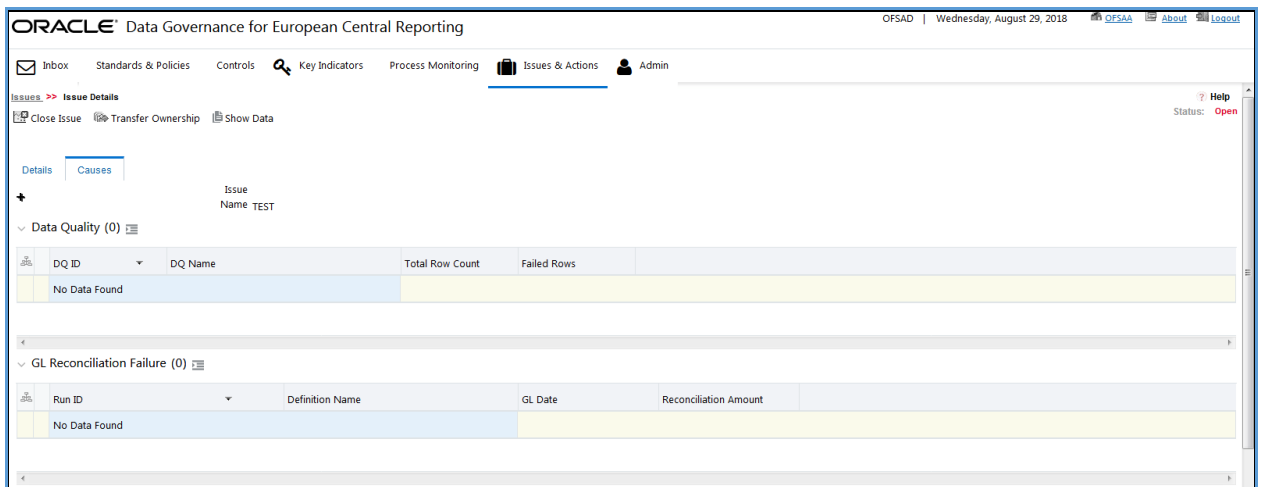 ORACLE® Data Governance for European Central Reporting
OFSAD | Wednesday, August 29, 2018 OFSAA About Logout
Inbox Standards & Policies Controls Key Indicators Process Monitoring Issues & Actions Admin
Issues >> Issue Details
? Help
Close Issue Transfer Ownership Show Data
Status: Open
Details Causes
Issue
Name TEST
Data Quality (0)
DQ ID DQ Name Total Row Count Failed Rows
No Data Found
GL Reconciliation Failure (0)
Run ID Definition Name GL Date Reconciliation Amount
No Data Found